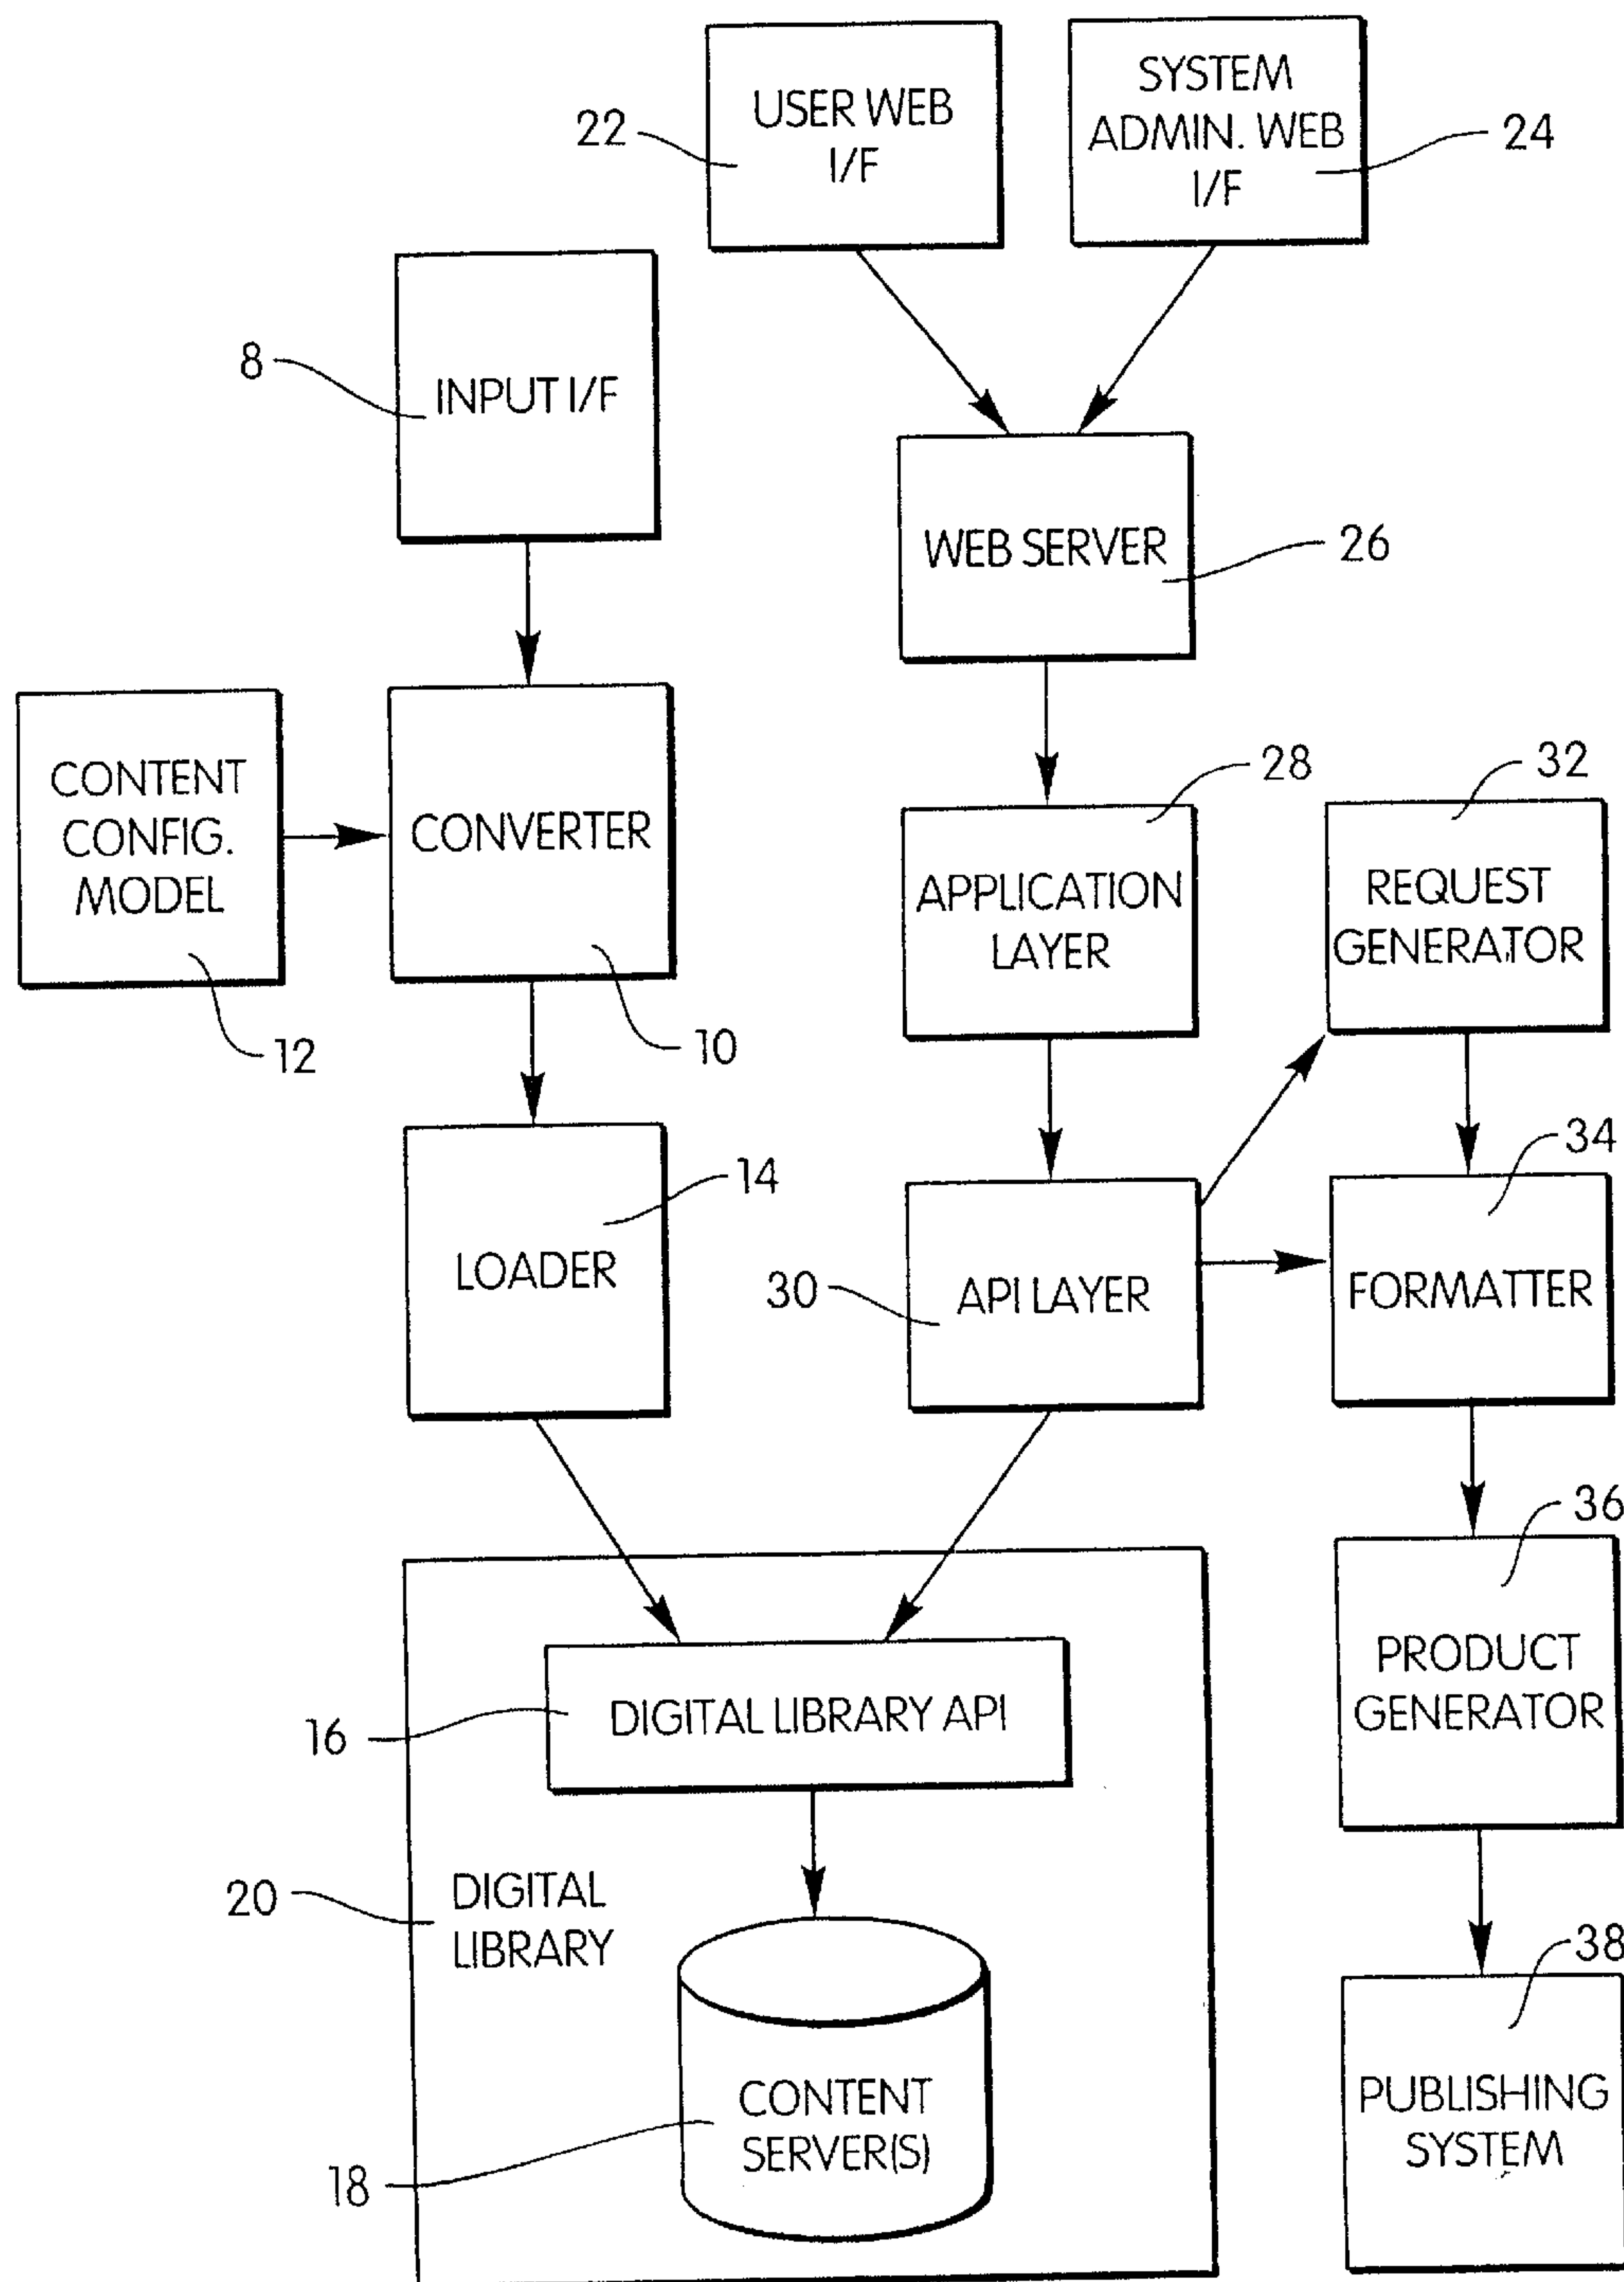 22
USER WEB
I/F
SYSTEM
ADMIN. WEB
I/F
24
8
INPUT I/F
WEB SERVER
26
CONTENT
CONFIG.
MODEL
12
CONVERTER
10
28
APPLICATION
LAYER
32
REQUEST
GENERATOR
14
LOADER
30
API LAYER
34
FORMATTER
36
PRODUCT
GENERATOR
16
DIGITAL LIBRARY API
20
DIGITAL
LIBRARY
18
CONTENT
SERVER(S)
38
PUBLISHING
SYSTEM